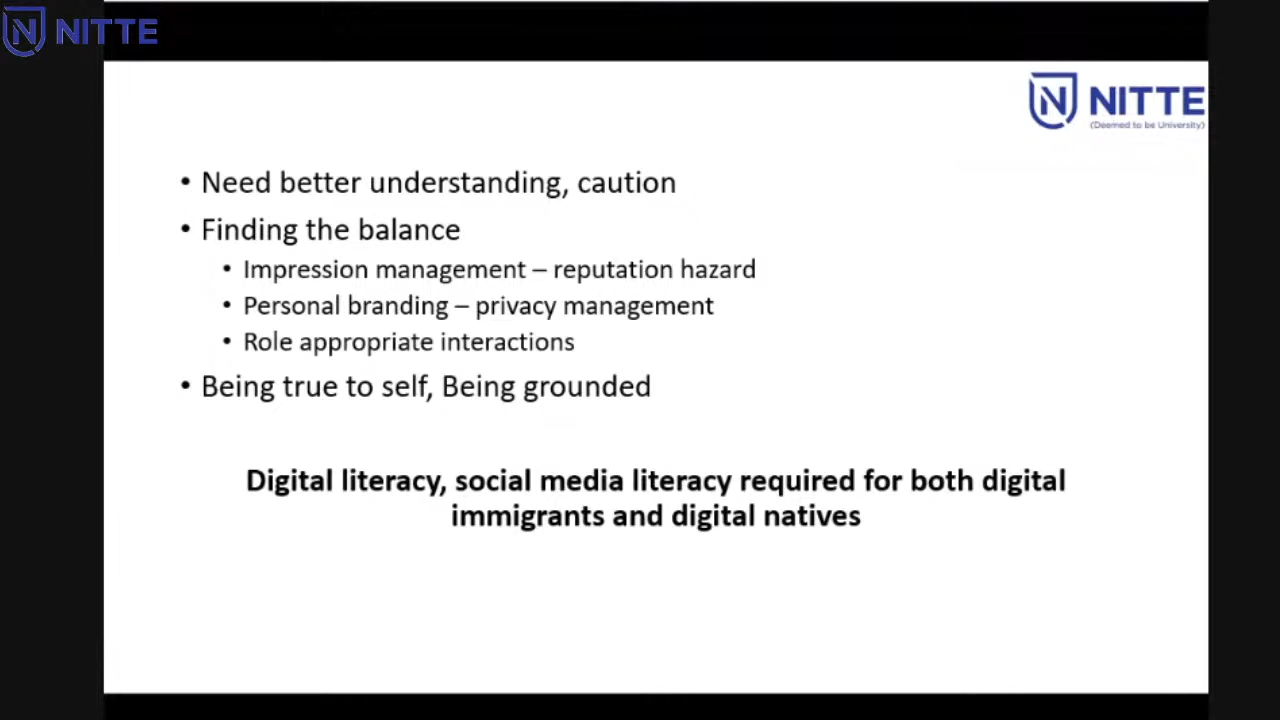 NITTE
NITTE
(Deemed to be University)
• Need better understanding, caution
• Finding the balance
• Impression management – reputation hazard
• Personal branding – privacy management
• Role appropriate interactions
• Being true to self, Being grounded
Digital literacy, social media literacy required for both digital
immigrants and digital natives